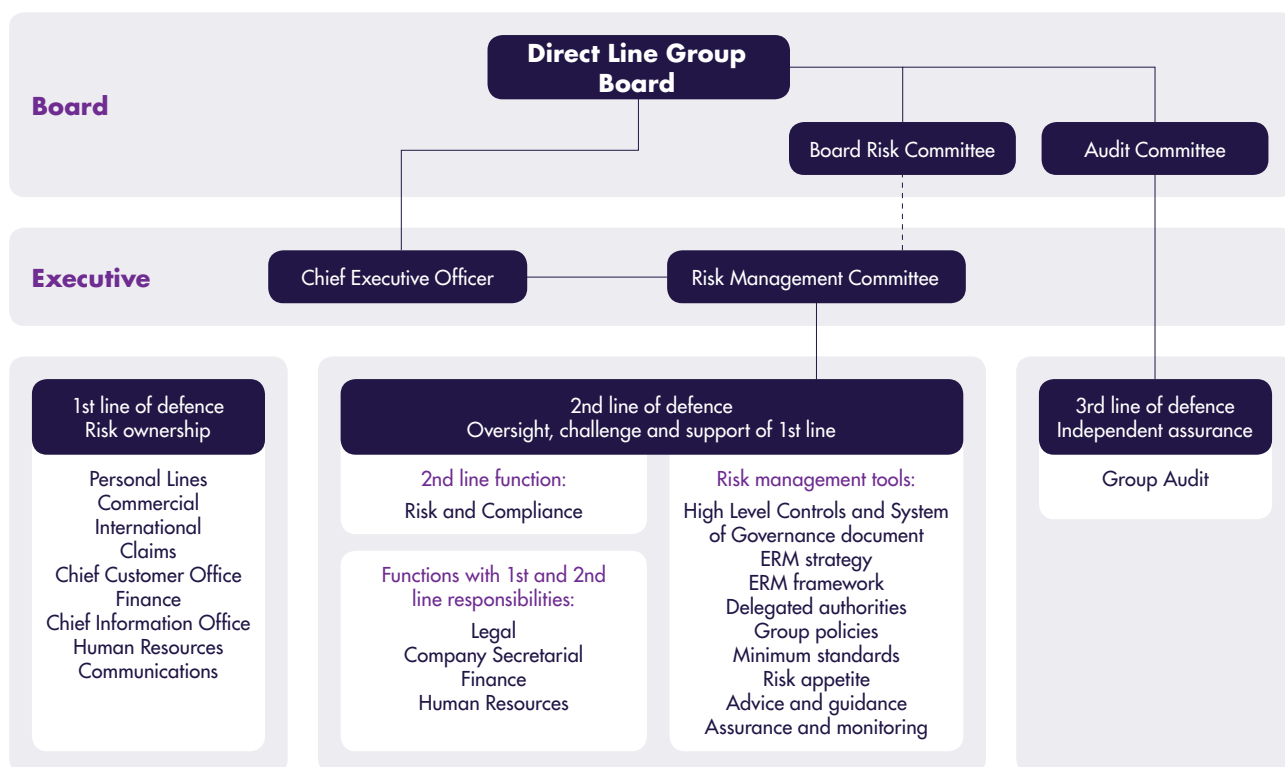 Direct Line Group
Board
Board
Board Risk Committee
Audit Committee
Executive
Chief Executive Officer
Risk Management Committee
1st line of defence
Risk ownership
Personal Lines
Commercial
International
Claims
Chief Customer Office
Finance
Chief Information Office
Human Resources
Communications
2nd line of defence
Oversight, challenge and support of 1st line
2nd line function:
Risk and Compliance
Functions with 1st and 2nd
line responsibilities:
Legal
Company Secretarial
Finance
Human Resources
Risk management tools:
High Level Controls and System
of Governance document
ERM strategy
ERM framework
Delegated authorities
Group policies
Minimum standards
Risk appetite
Advice and guidance
Assurance and monitoring
3rd line of defence
Independent assurance
Group Audit